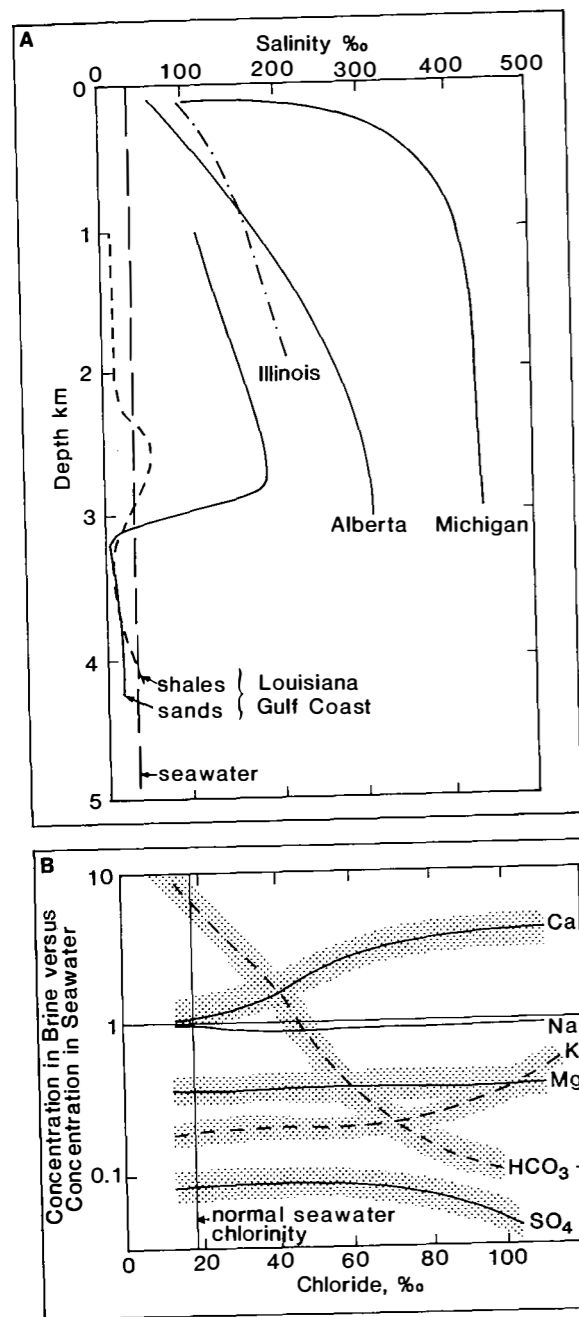 A
Salinity ‰
0 100 200 300 400 500
0
1
2
3
4
5
Depth km
Illinois
Alberta Michigan
shales
sands
Louisiana
Gulf Coast
seawater
B
Concentration in Brine versus
Concentration in Seawater
10
1
0.1
Ca
Na
K
Mg
HCO₃
SO₄
normal seawater
chlorinity
0 20 40 60 80 100
Chloride, ‰